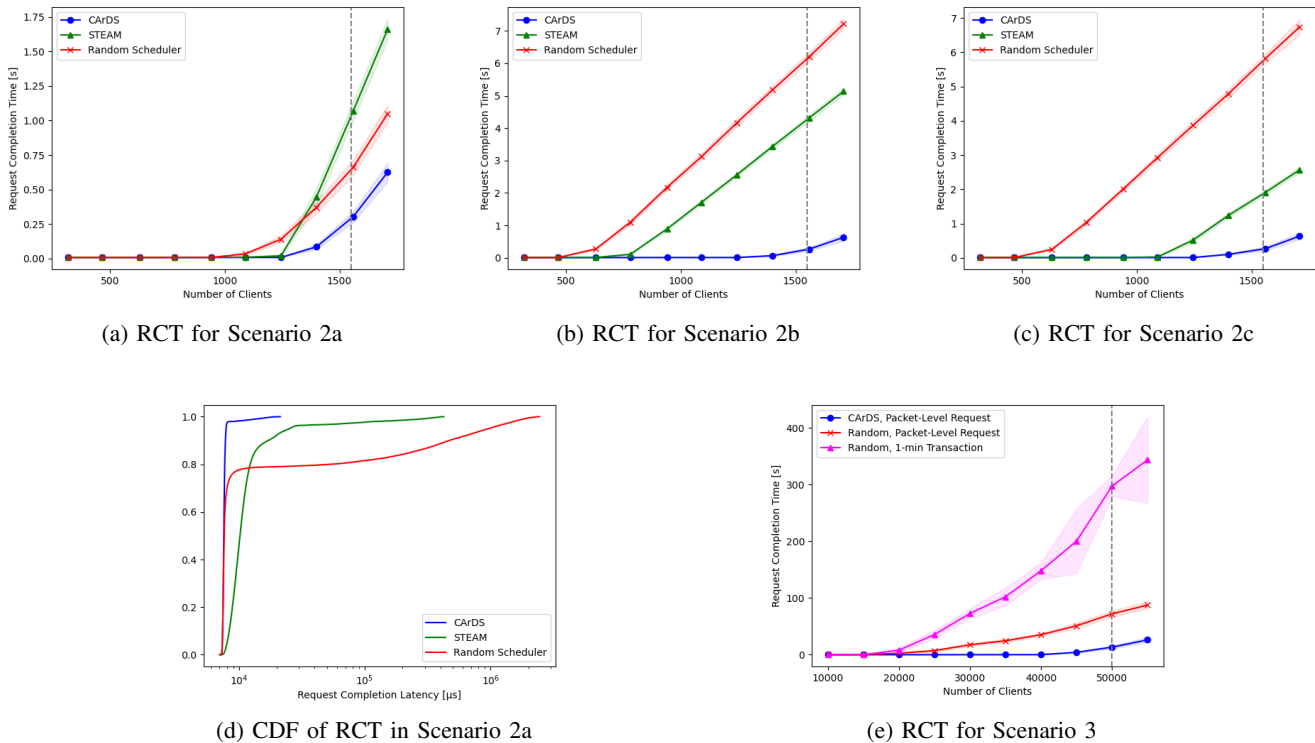 CArDS
STEAM
Random Scheduler
Request Completion Time [s]
1.75
1.50
1.25
1.00
0.75
0.50
0.25
0.00
500
1000
1500
Number of Clients
(a) RCT for Scenario 2a
CArDS
STEAM
Random Scheduler
Request Completion Time [s]
7
6
5
4
3
2
1
0
500
1000
1500
Number of Clients
(b) RCT for Scenario 2b
CArDS
STEAM
Random Scheduler
Request Completion Time [s]
7
6
5
4
3
2
1
0
500
1000
1500
Number of Clients
(c) RCT for Scenario 2c
1.0
0.8
0.6
0.4
0.2
0.0
CArDS
STEAM
Random Scheduler
10⁴
10⁵
10⁶
Request Completion Latency [μs]
(d) CDF of RCT in Scenario 2a
CArDS, Packet-Level Request
Random, Packet-Level Request
Random, 1-min Transaction
Request Completion Time [s]
400
300
200
100
0
10000
20000
30000
40000
50000
Number of Clients
(e) RCT for Scenario 3